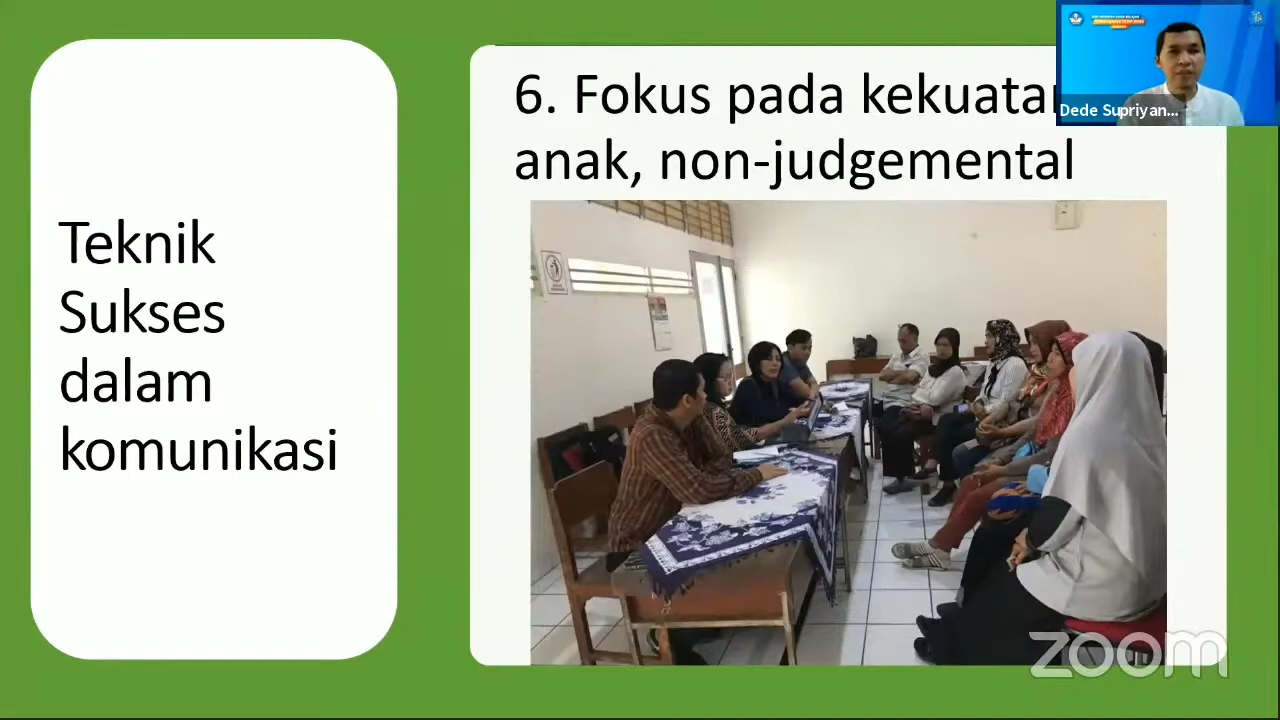 6. Fokus pada kekuatan
anak, non-judgemental
Teknik
Sukses
dalam
komunikasi
Dede Supriyan...
zoom